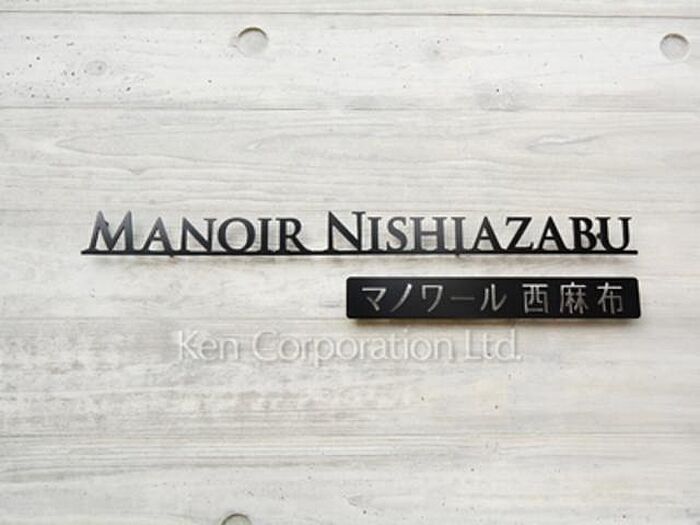 MANOIR NISHIAZABU
マノワール 西麻布
Ken Corporation Ltd.